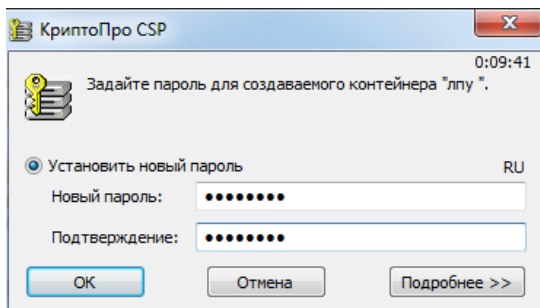 КриптоПро CSP
0:09:41
Задайте пароль для создаваемого контейнера "лпу ".
Установить новый пароль
RU
Новый пароль: ●●●●●●●●
Подтверждение: ●●●●●●●●
ОК
Отмена
Подробнее >>